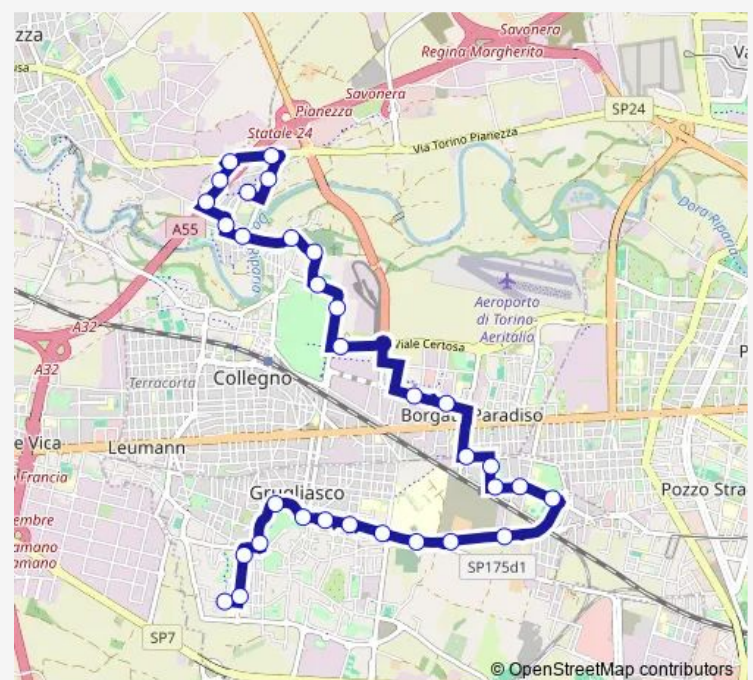 zza
Savonera
Regina Margherita
Savonera
Pianezza
Statale 24
SP24
Via Torino Pianezza
Dora Riparia
A55
Aeroporto
di Torino-
Aeritalia
A32
Viale Certosa
A32
Terracorta
Collegno
Borgata Paradiso
e Vica
Leumann
Francia
Grugliasco
Pozzo Stra
SP175d1
SP7
© OpenStreetMap contributors